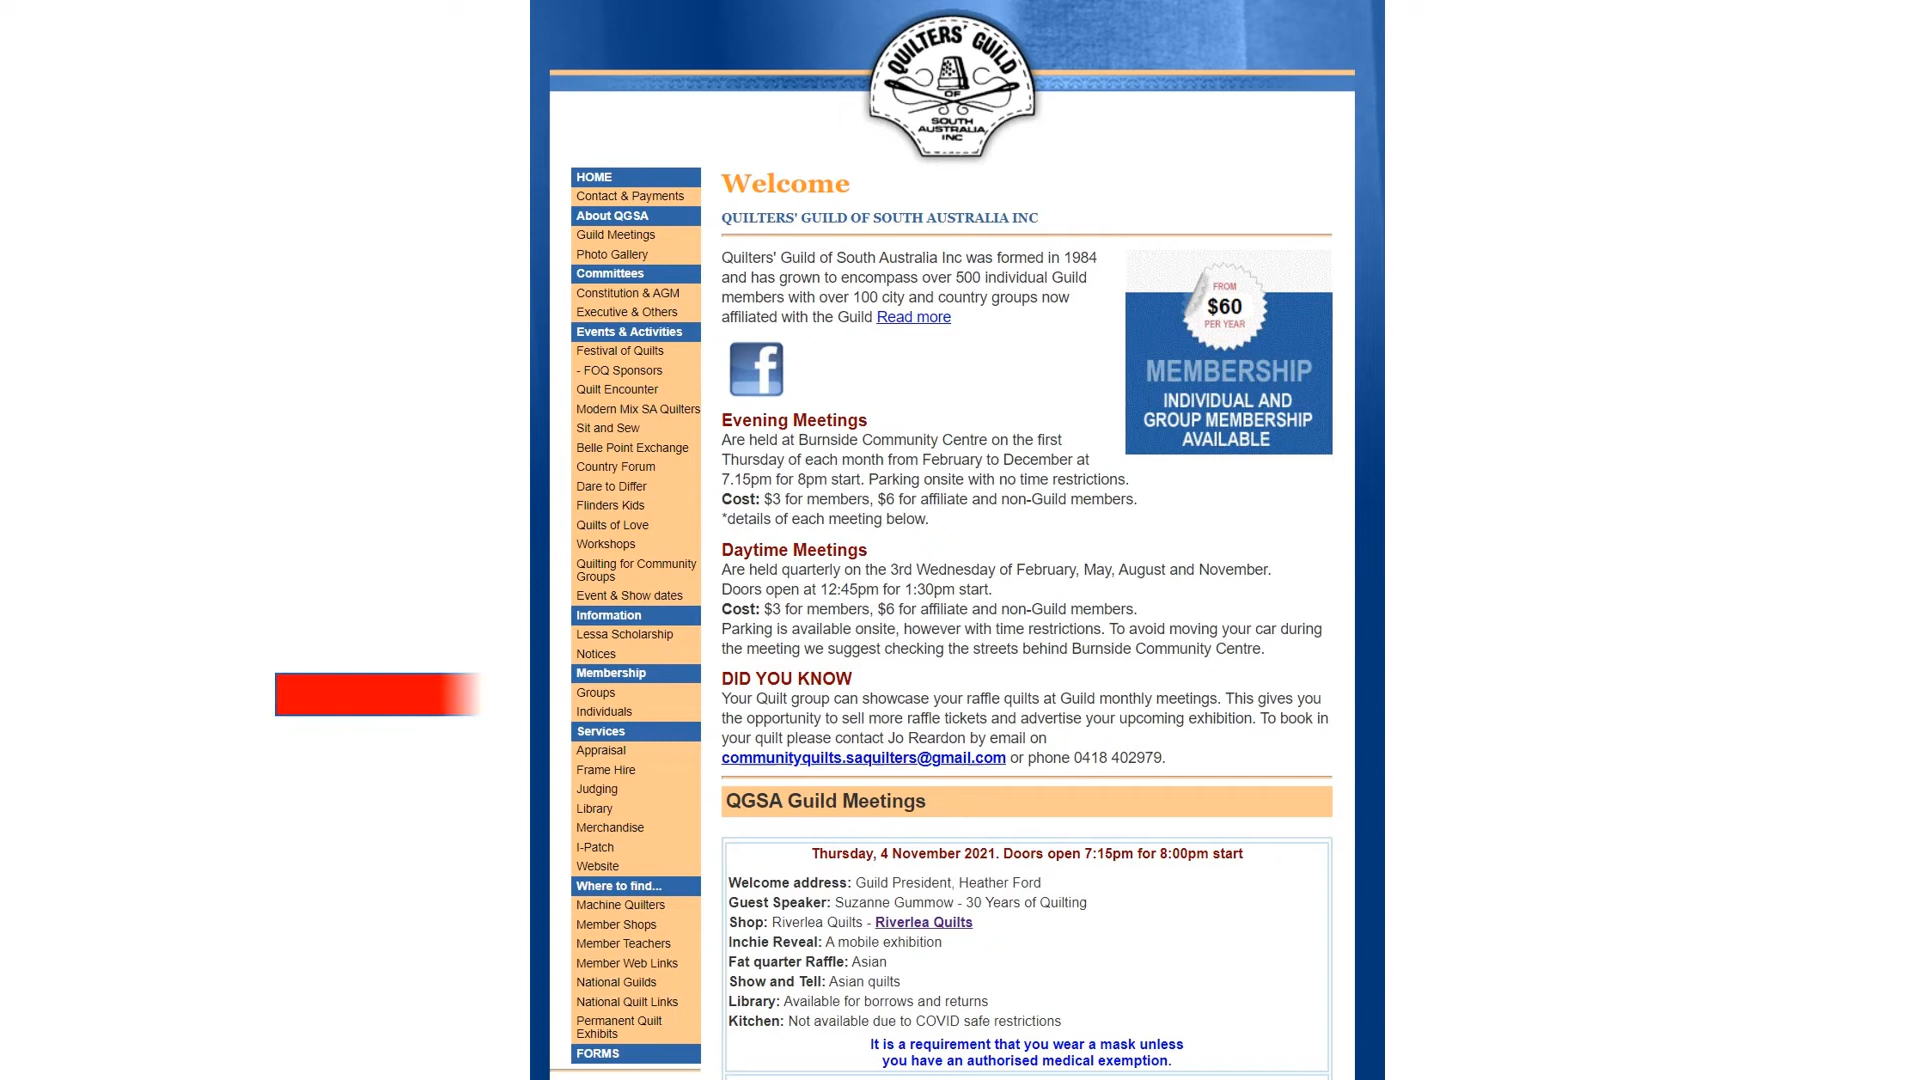 QUILTERS' GUILD
OF
SOUTH
AUSTRALIA
INC
HOME
Contact & Payments
About QGSA
Guild Meetings
Photo Gallery
Committees
Constitution & AGM
Executive & Others
Events & Activities
Festival of Quilts
- FOQ Sponsors
Quilt Encounter
Modern Mix SA Quilters
Sit and Sew
Belle Point Exchange
Country Forum
Dare to Differ
Flinders Kids
Quilts of Love
Workshops
Quilting for Community
Groups
Event & Show dates
Information
Lessa Scholarship
Notices
Membership
Groups
Individuals
Services
Appraisal
Frame Hire
Judging
Library
Merchandise
I-Patch
Website
Where to find...
Machine Quilters
Member Shops
Member Teachers
Member Web Links
National Guilds
National Quilt Links
Permanent Quilt
Exhibits
FORMS
Welcome
QUILTERS' GUILD OF SOUTH AUSTRALIA INC
Quilters' Guild of South Australia Inc was formed in 1984
and has grown to encompass over 500 individual Guild
members with over 100 city and country groups now
affiliated with the Guild Read more
FROM
$60
PER YEAR
MEMBERSHIP
INDIVIDUAL AND
GROUP MEMBERSHIP
AVAILABLE
f
Evening Meetings
Are held at Burnside Community Centre on the first
Thursday of each month from February to December at
7.15pm for 8pm start. Parking onsite with no time restrictions.
Cost: $3 for members, $6 for affiliate and non-Guild members.
*details of each meeting below.
Daytime Meetings
Are held quarterly on the 3rd Wednesday of February, May, August and November.
Doors open at 12:45pm for 1:30pm start.
Cost: $3 for members, $6 for affiliate and non-Guild members.
Parking is available onsite, however with time restrictions. To avoid moving your car during
the meeting we suggest checking the streets behind Burnside Community Centre.
DID YOU KNOW
Your Quilt group can showcase your raffle quilts at Guild monthly meetings. This gives you
the opportunity to sell more raffle tickets and advertise your upcoming exhibition. To book in
your quilt please contact Jo Reardon by email on
communityquilts.saquilters@gmail.com or phone 0418 402979.
QGSA Guild Meetings
Thursday, 4 November 2021. Doors open 7:15pm for 8:00pm start
Welcome address: Guild President, Heather Ford
Guest Speaker: Suzanne Gummow - 30 Years of Quilting
Shop: Riverlea Quilts - Riverlea Quilts
Inchie Reveal: A mobile exhibition
Fat quarter Raffle: Asian
Show and Tell: Asian quilts
Library: Available for borrows and returns
Kitchen: Not available due to COVID safe restrictions
It is a requirement that you wear a mask unless
you have an authorised medical exemption.